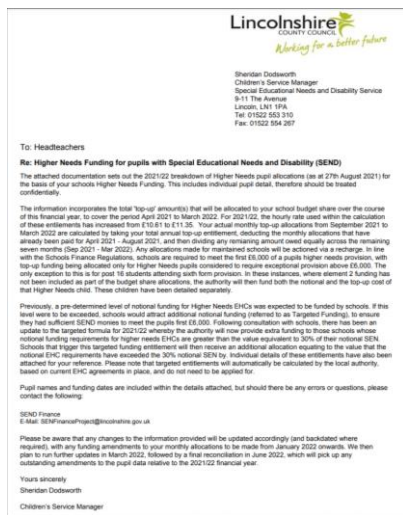 Lincolnshire
COUNTY COUNCIL
Working for a better future
Sheridan Dodsworth
Children's Service Manager
Special Educational Needs and Disability Service
9-11 The Avenue
Lincoln, LN1 1PA
Tel: 01522 553 310
Fax: 01522 554 267
To: Headteachers
Re: Higher Needs Funding for pupils with Special Educational Needs and Disability (SEND)
The attached documentation sets out the 2021/22 breakdown of Higher Needs pupil allocations (as at 27th August 2021) for
the basis of your schools Higher Needs Funding. This includes individual pupil detail, therefore should be treated
confidentially.
The information incorporates the total 'top-up' amount(s) that will be allocated to your school budget share over the course
of this financial year, to cover the period April 2021 to March 2022. For 2021/22, the hourly rate used within the calculation
of these entitlements has increased from £10.61 to £11.35. Your actual monthly top-up allocations from September 2021 to
March 2022 are calculated by taking your total annual top-up entitlement, deducting the monthly allocations that have
already been paid for April 2021 - August 2021, and then dividing any remaining amount owed equally across the remaining
seven months (Sep 2021 - Mar 2022). Any allocations made for maintained schools will be actioned via a recharge. In line
with the Schools Finance Regulations, schools are required to meet the first £6,000 of a pupils higher needs provision, with
top-up funding being allocated only for Higher Needs pupils considered to require exceptional provision above £6,000. The
only exception to this is for post 16 students attending sixth form provision. In these instances, where element 2 funding has
not been included as part of the budget share allocations, the authority will then fund both the notional and the top-up cost of
that Higher Needs child. These children have been detailed separately.
Previously, a pre-determined level of notional funding for Higher Needs EHCs was expected to be funded by schools. If this
level were to be exceeded, schools would attract additional notional funding (referred to as Targeted Funding), to ensure
they had sufficient SEND monies to meet the pupils first £6,000. Following consultation with schools, there has been an
update to the targeted formula for 2021/22 whereby the authority will now provide extra funding to those schools whose
notional funding requirements for higher needs EHCs are greater than the value equivalent to 30% of their notional SEN.
Schools that trigger this targeted funding entitlement will then receive an additional allocation equating to the value that the
notional EHC requirements have exceeded the 30% notional SEN by. Individual details of these entitlements have also been
attached for your reference. Please note that targeted entitlements will automatically be calculated by the local authority,
based on current EHC agreements in place, and do not need to be applied for.
Pupil names and funding dates are included within the details attached, but should there be any errors or questions, please
contact the following:
SEND Finance
E-Mail: SENFinanceProject@lincolnshire.gov.uk
Please be aware that any changes to the information provided will be updated accordingly (and backdated where
required), with any funding amendments to your monthly allocations to be made from January 2022 onwards. We then
plan to run further updates in March 2022, followed by a final reconciliation in June 2022, which will pick up any
outstanding amendments to the pupil data relative to the 2021/22 financial year.
Yours sincerely
Sheridan Dodsworth
Children's Service Manager